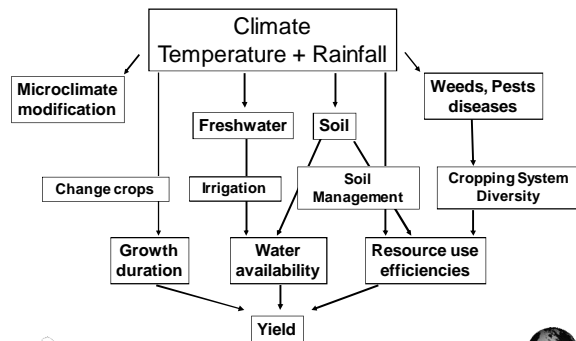 Climate
Temperature + Rainfall
Microclimate
modification
Weeds, Pests
diseases
Freshwater
Soil
Change crops
Irrigation
Soil
Management
Cropping System
Diversity
Growth
duration
Water
availability
Resource use
efficiencies
Yield